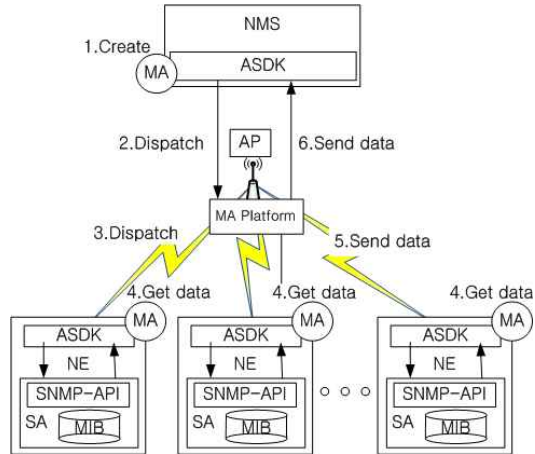 NMS
1.Create
ASDK
MA
2.Dispatch
AP
6.Send data
MA Platform
3.Dispatch
5.Send data
4.Get data
4.Get data
4.Get data
ASDK
MA
ASDK
MA
ASDK
MA
NE
NE
NE
SNMP-API
SNMP-API
SNMP-API
SA
MIB
SA
MIB
SA
MIB